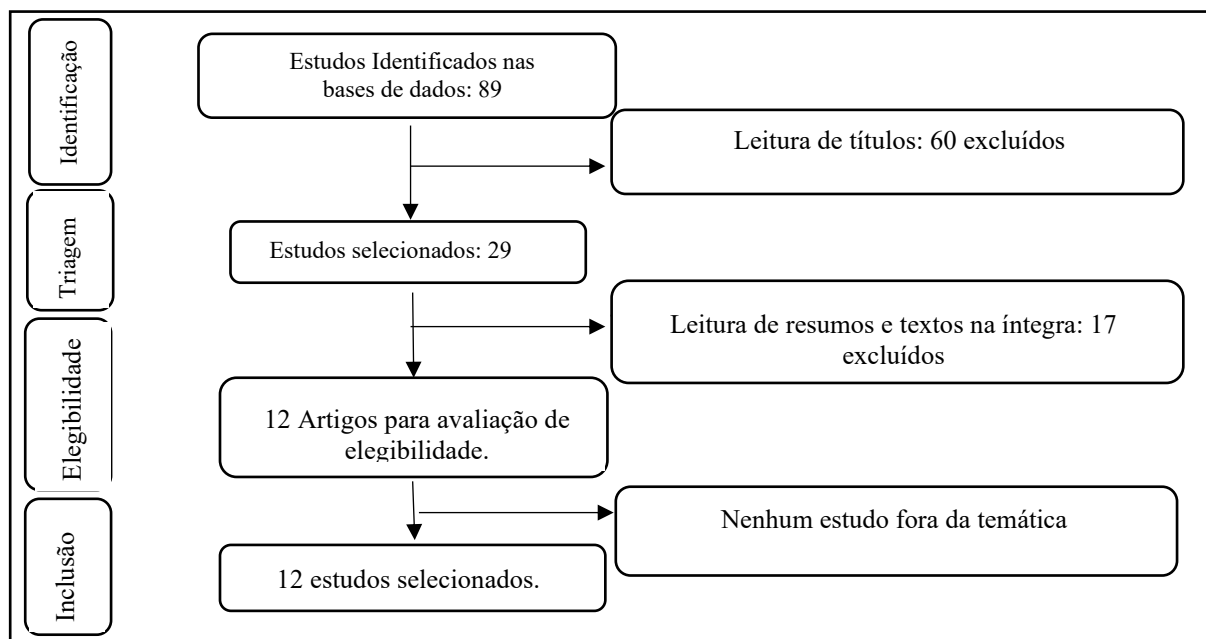 Identificação
Estudos Identificados nas
bases de dados: 89
Leitura de títulos: 60 excluídos
Triagem
Estudos selecionados: 29
Leitura de resumos e textos na íntegra: 17
excluídos
Elegibilidade
12 Artigos para avaliação de
elegibilidade.
Nenhum estudo fora da temática
Inclusão
12 estudos selecionados.